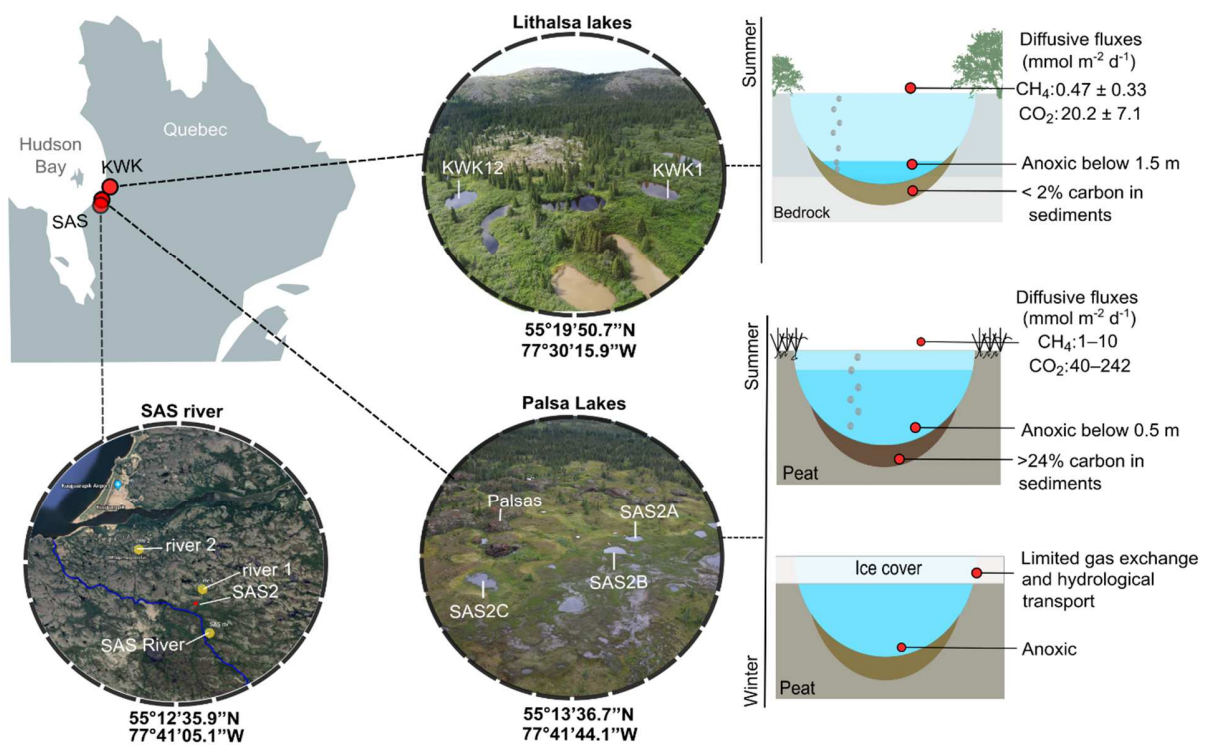 Hudson
Bay
Quebec
KWK
SAS
Lithalsa lakes
KWK12
KWK1
55°19’50.7”N
77°30’15.9”W
Summer
Diffusive fluxes
(mmol m-2 d-1)
CH4:0.47 ± 0.33
CO2:20.2 ± 7.1
Anoxic below 1.5 m
< 2% carbon in
sediments
Bedrock
SAS river
Kuujjuarapik Airport
river 2
river 1
SAS2
SAS River
55°12’35.9”N
77°41’05.1”W
Palsa Lakes
Palsas
SAS2A
SAS2B
SAS2C
55°13’36.7”N
77°41’44.1”W
Summer
Diffusive fluxes
(mmol m-2 d-1)
CH4:1–10
CO2:40–242
Anoxic below 0.5 m
>24% carbon in
sediments
Peat
Winter
Ice cover
Limited gas exchange
and hydrological
transport
Anoxic
Peat